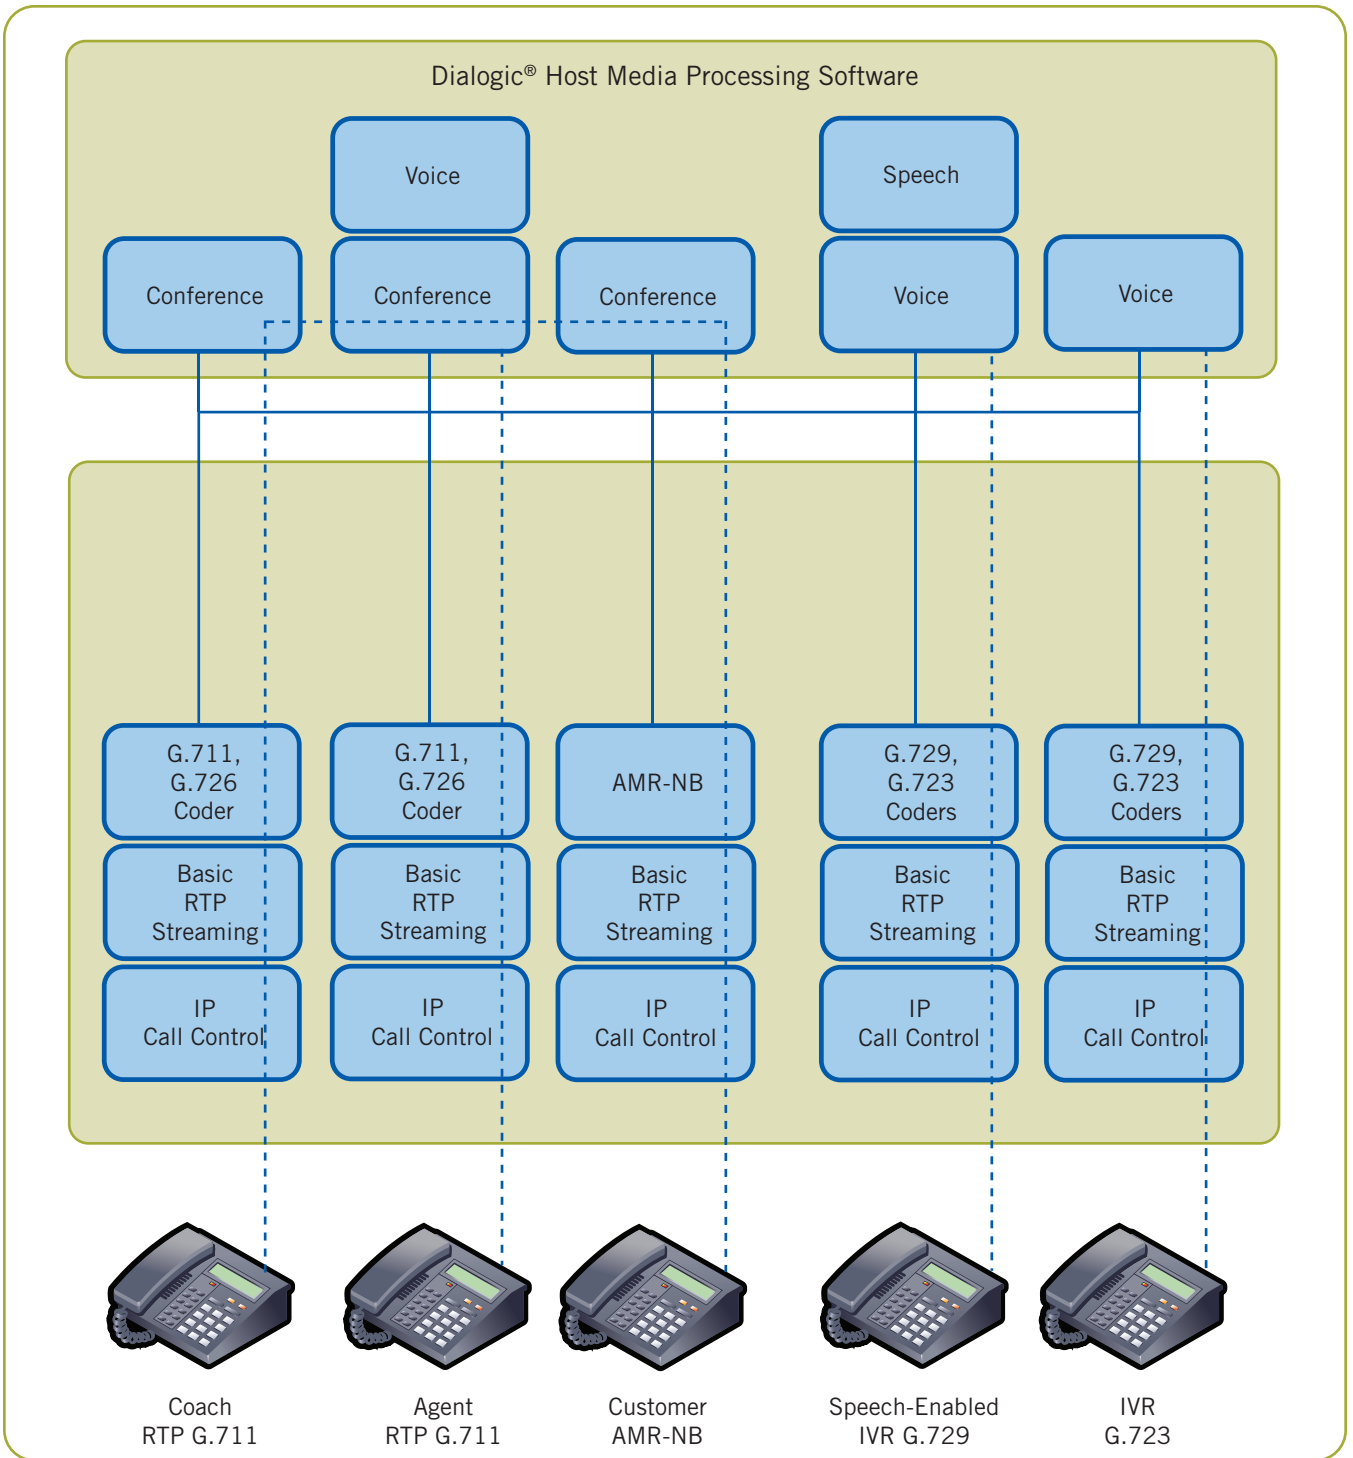 Dialogic® Host Media Processing Software
Voice
Speech
Conference
Conference
Conference
Voice
Voice
G.711,
G.726
Coder
G.711,
G.726
Coder
AMR-NB
G.729,
G.723
Coders
G.729,
G.723
Coders
Basic
RTP
Streaming
Basic
RTP
Streaming
Basic
RTP
Streaming
Basic
RTP
Streaming
Basic
RTP
Streaming
IP
Call Control
IP
Call Control
IP
Call Control
IP
Call Control
IP
Call Control
Coach
RTP G.711
Agent
RTP G.711
Customer
AMR-NB
Speech-Enabled
IVR G.729
IVR
G.723